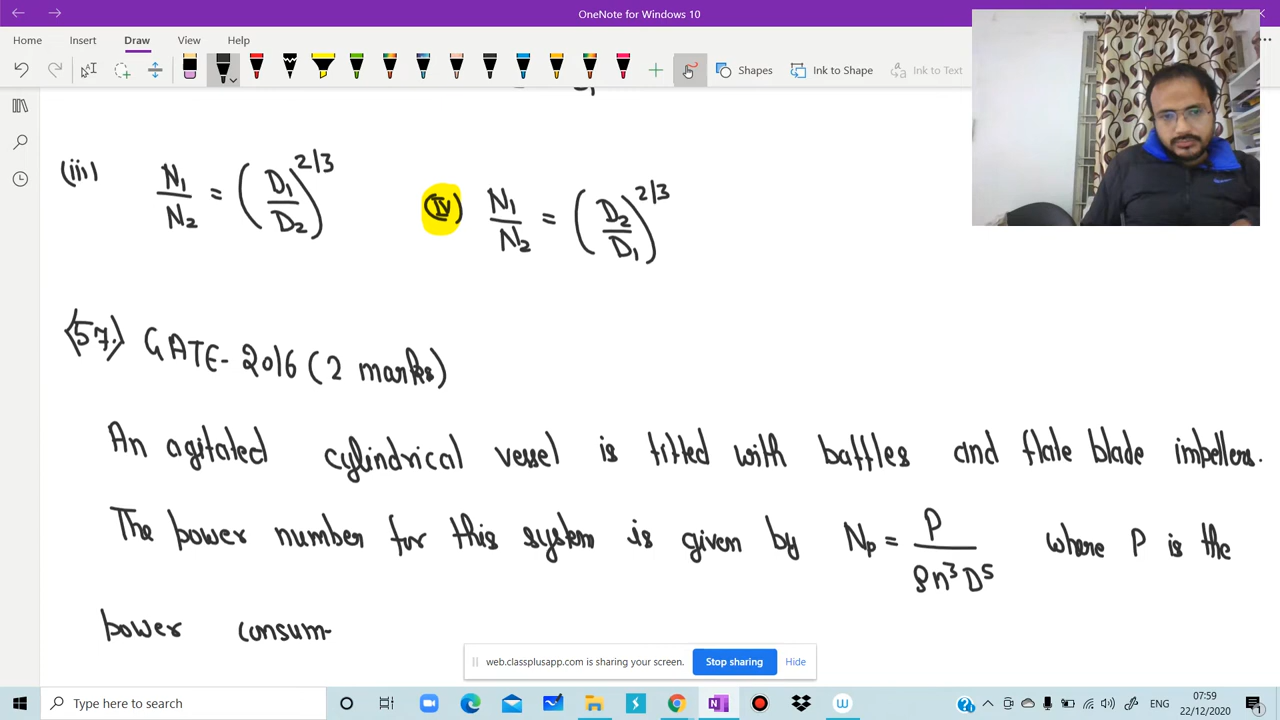 OneNote for Windows 10
Home Insert Draw View Help
Shapes Ink to Shape Ink to Text
(iii) N₁/N₂ = (D₁/D₂)^2/3 (iv) N₁/N₂ = (D₂/D₁)^2/3
<57.> GATE-2016 (2 marks)
An agitated cylindrical vessel is fitted with baffles and flate blade impellers.
The power number for this system is given by Np = P/ρn³D⁵ where P is the
power consum-
web.classplusapp.com is sharing your screen. Stop sharing Hide
Type here to search
ENG
07:59
22/12/2020